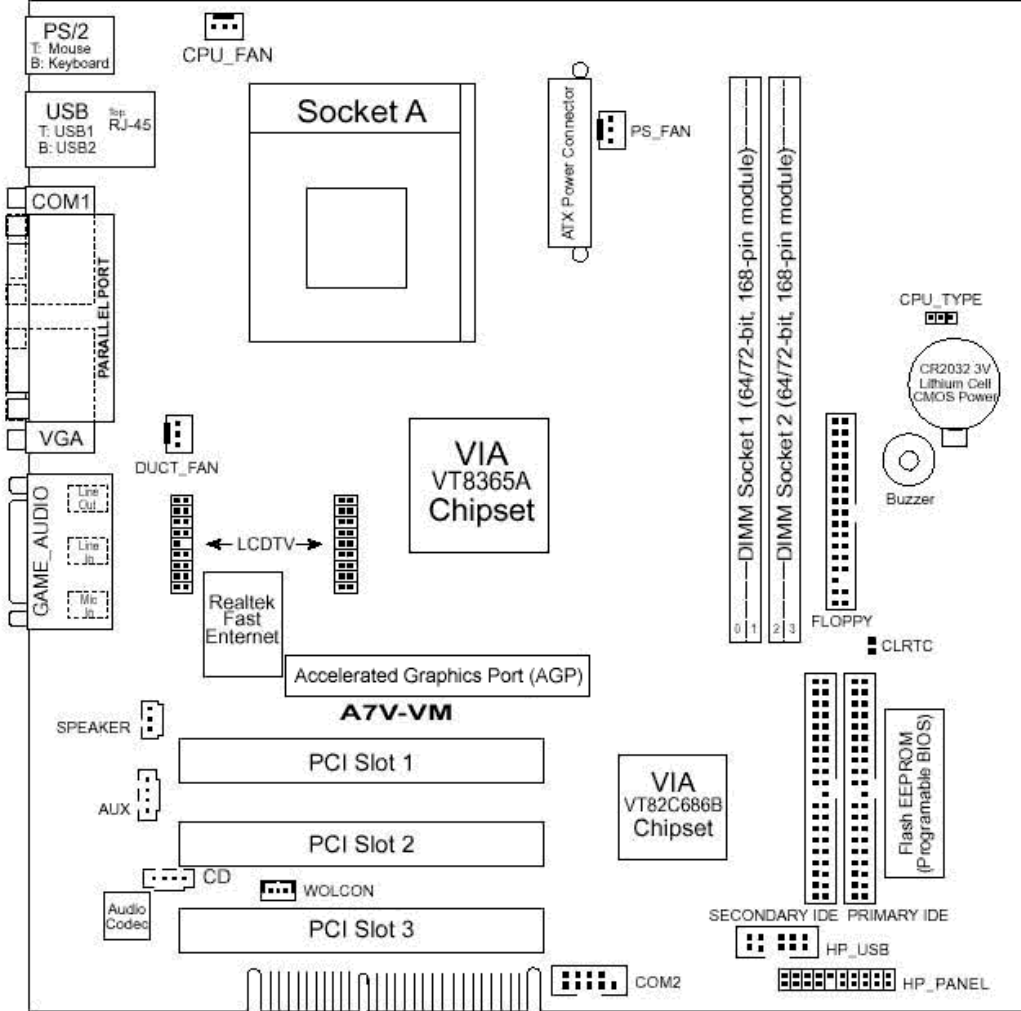 PS/2
T: Mouse
B: Keyboard
CPU_FAN
USB
T: USB1
B: USB2
Top
RJ-45
Socket A
ATX Power Connector
PS_FAN
DIMM Socket 1 (64/72-bit, 168-pin module)
DIMM Socket 2 (64/72-bit, 168-pin module)
0 1
2 3
COM1
PARALLEL PORT
VGA
CPU_TYPE
CR2032 3V
Lithium Cell
CMOS Power
Buzzer
DUCT_FAN
VIA
VT8365A
Chipset
GAME_AUDIO
Line
Out
Line
In
Mic
In
LCDTV
Realtek
Fast
Enternet
FLOPPY
CLRTC
Accelerated Graphics Port (AGP)
A7V-VM
SPEAKER
PCI Slot 1
AUX
VIA
VT82C686B
Chipset
Flash EEPROM
(Programable BIOS)
PCI Slot 2
CD
WOLCON
Audio
Codec
PCI Slot 3
SECONDARY IDE
PRIMARY IDE
HP_USB
COM2
HP_PANEL